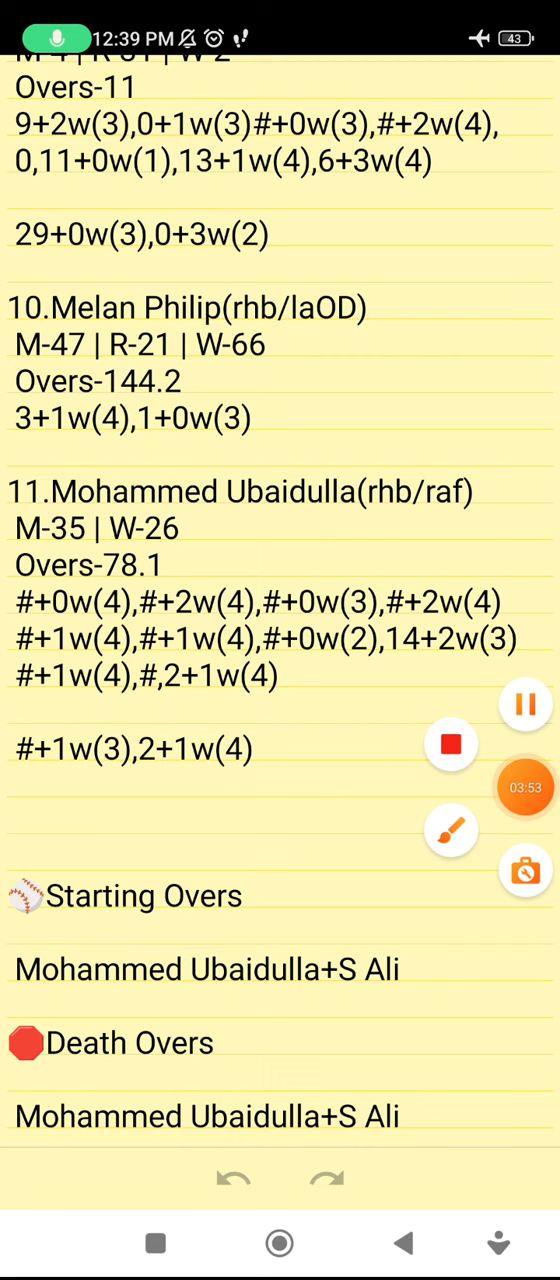 12:39 PM
43
Overs-11
9+2w(3),0+1w(3)#+0w(3),#+2w(4),
0,11+0w(1),13+1w(4),6+3w(4)
29+0w(3),0+3w(2)
10.Melan Philip(rhb/laOD)
M-47 | R-21 | W-66
Overs-144.2
3+1w(4),1+0w(3)
11.Mohammed Ubaidulla(rhb/raf)
M-35 | W-26
Overs-78.1
#+0w(4),#+2w(4),#+0w(3),#+2w(4)
#+1w(4),#+1w(4),#+0w(2),14+2w(3)
#+1w(4),#,2+1w(4)
#+1w(3),2+1w(4)
03:53
Starting Overs
Mohammed Ubaidulla+S Ali
Death Overs
Mohammed Ubaidulla+S Ali